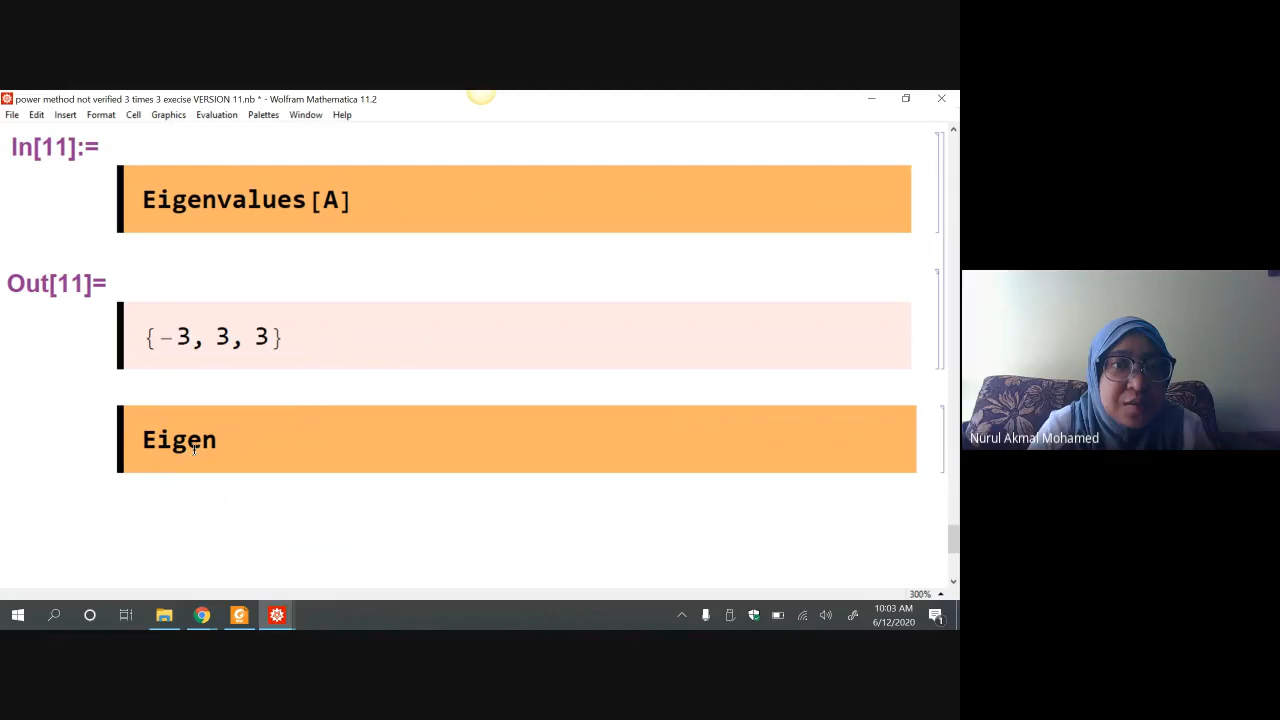 power method not verified 3 times 3 execise VERSION 11.nb * - Wolfram Mathematica 11.2
File Edit Insert Format Cell Graphics Evaluation Palettes Window Help
In[11]:=
Eigenvalues[A]
Out[11]=
{-3, 3, 3}
Eigen
Nurul Akmal Mohamed
300%
10:03 AM
6/12/2020
1